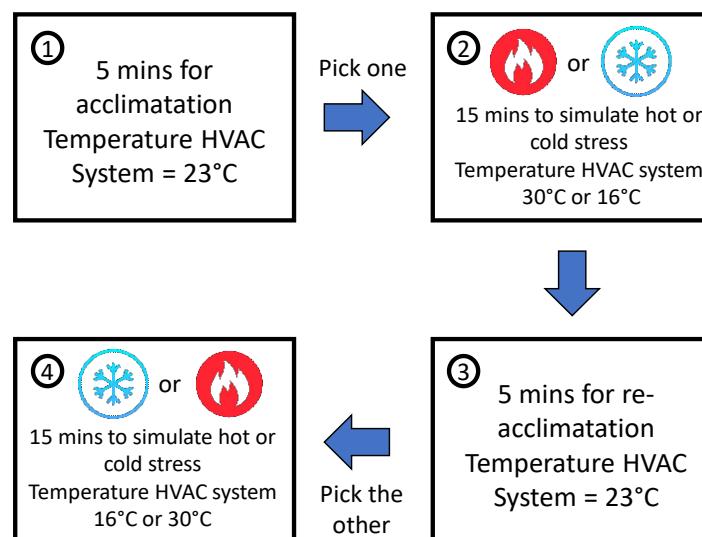 1
5 mins for
acclimatation
Temperature HVAC
System = 23°C
Pick one
2
or
15 mins to simulate hot or
cold stress
Temperature HVAC system
30°C or 16°C
3
5 mins for re-
acclimatation
Temperature HVAC
System = 23°C
Pick the
other
4
or
15 mins to simulate hot or
cold stress
Temperature HVAC system
16°C or 30°C